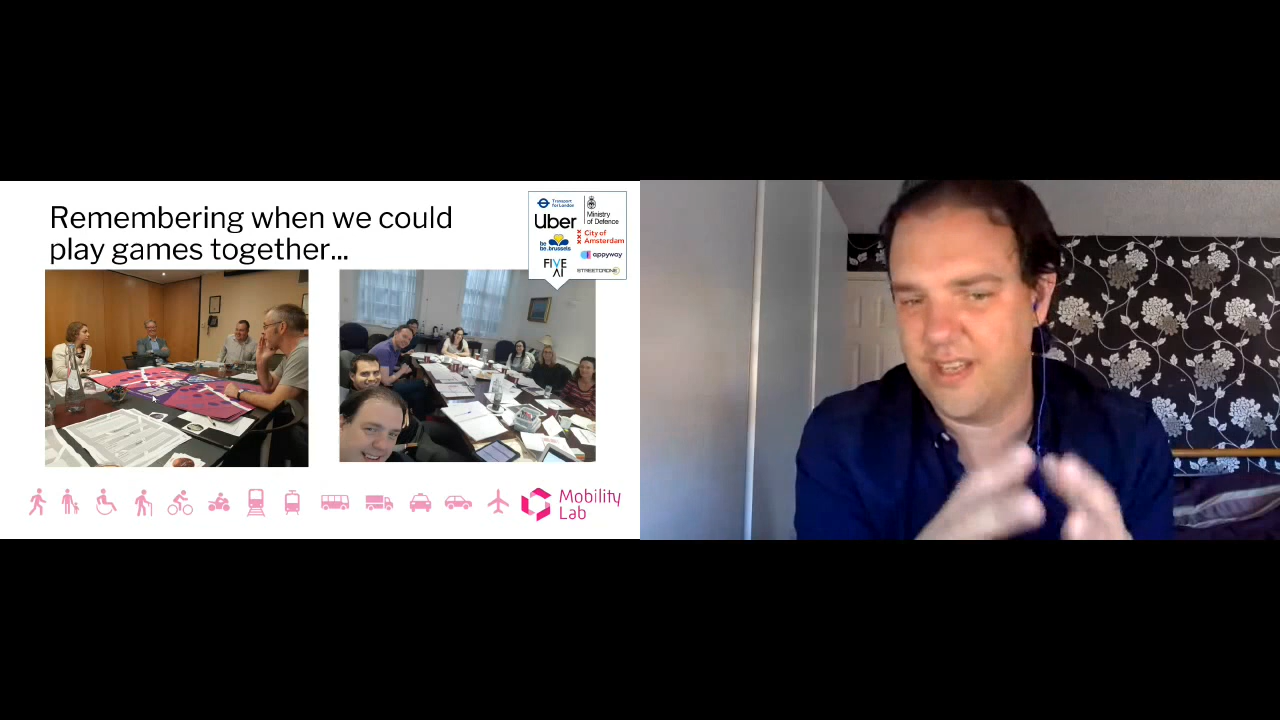 Remembering when we could
play games together...
Transport
for London
Ministry
of Defence
Uber
City of
Amsterdam
be.brussels
appyway
FIVE
AI
STREETDRONE
Mobility
Lab